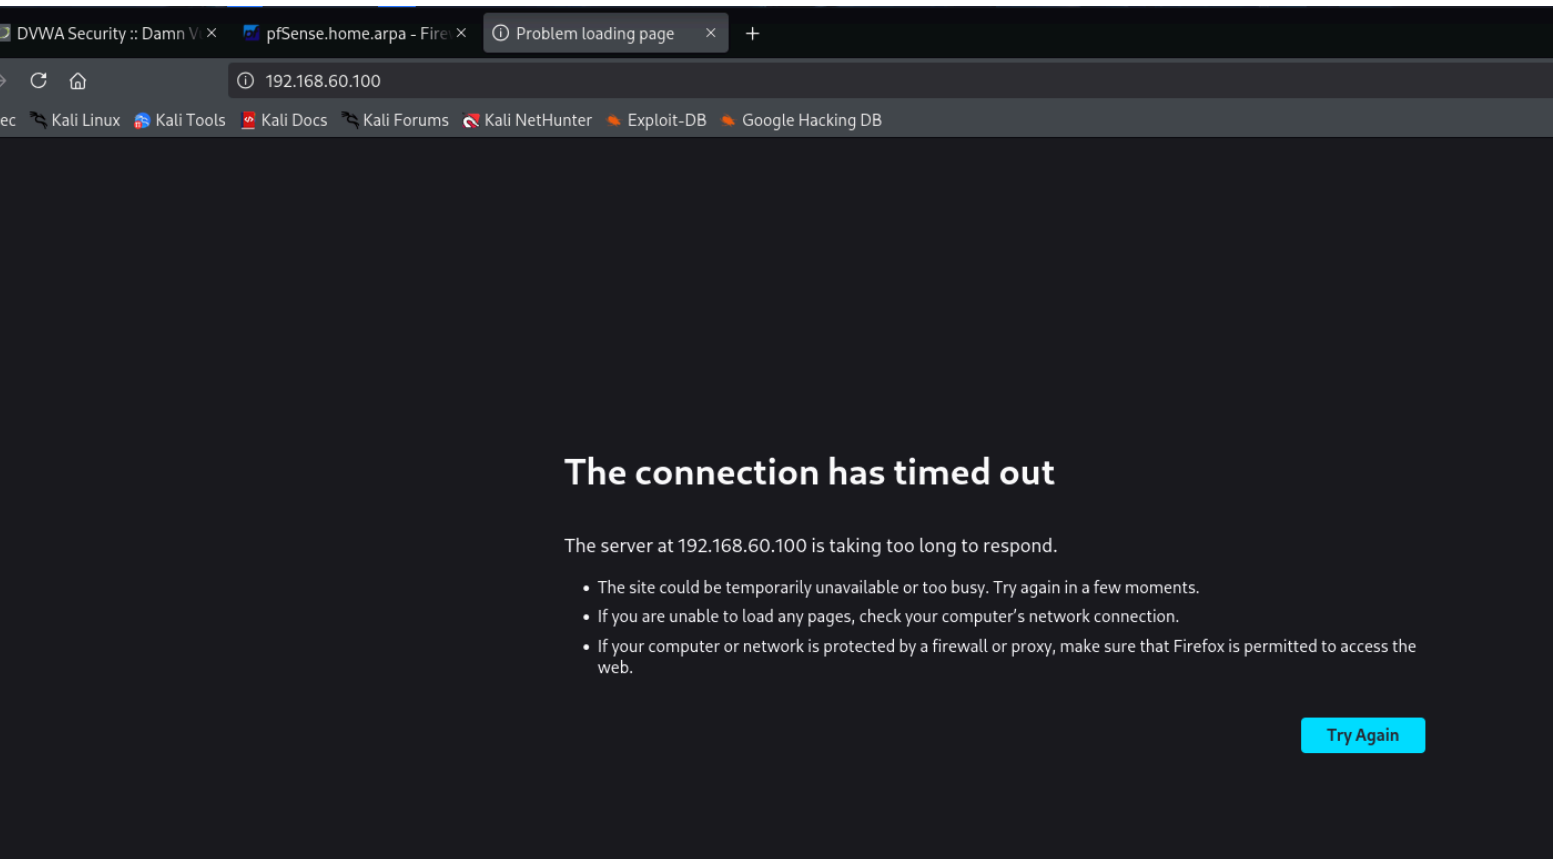 DVWA Security :: Damn V
pfSense.home.arpa - Fire
Problem loading page
192.168.60.100
ec
Kali Linux
Kali Tools
Kali Docs
Kali Forums
Kali NetHunter
Exploit-DB
Google Hacking DB
The connection has timed out
The server at 192.168.60.100 is taking too long to respond.
• The site could be temporarily unavailable or too busy. Try again in a few moments.
• If you are unable to load any pages, check your computer’s network connection.
• If your computer or network is protected by a firewall or proxy, make sure that Firefox is permitted to access the
web.
Try Again